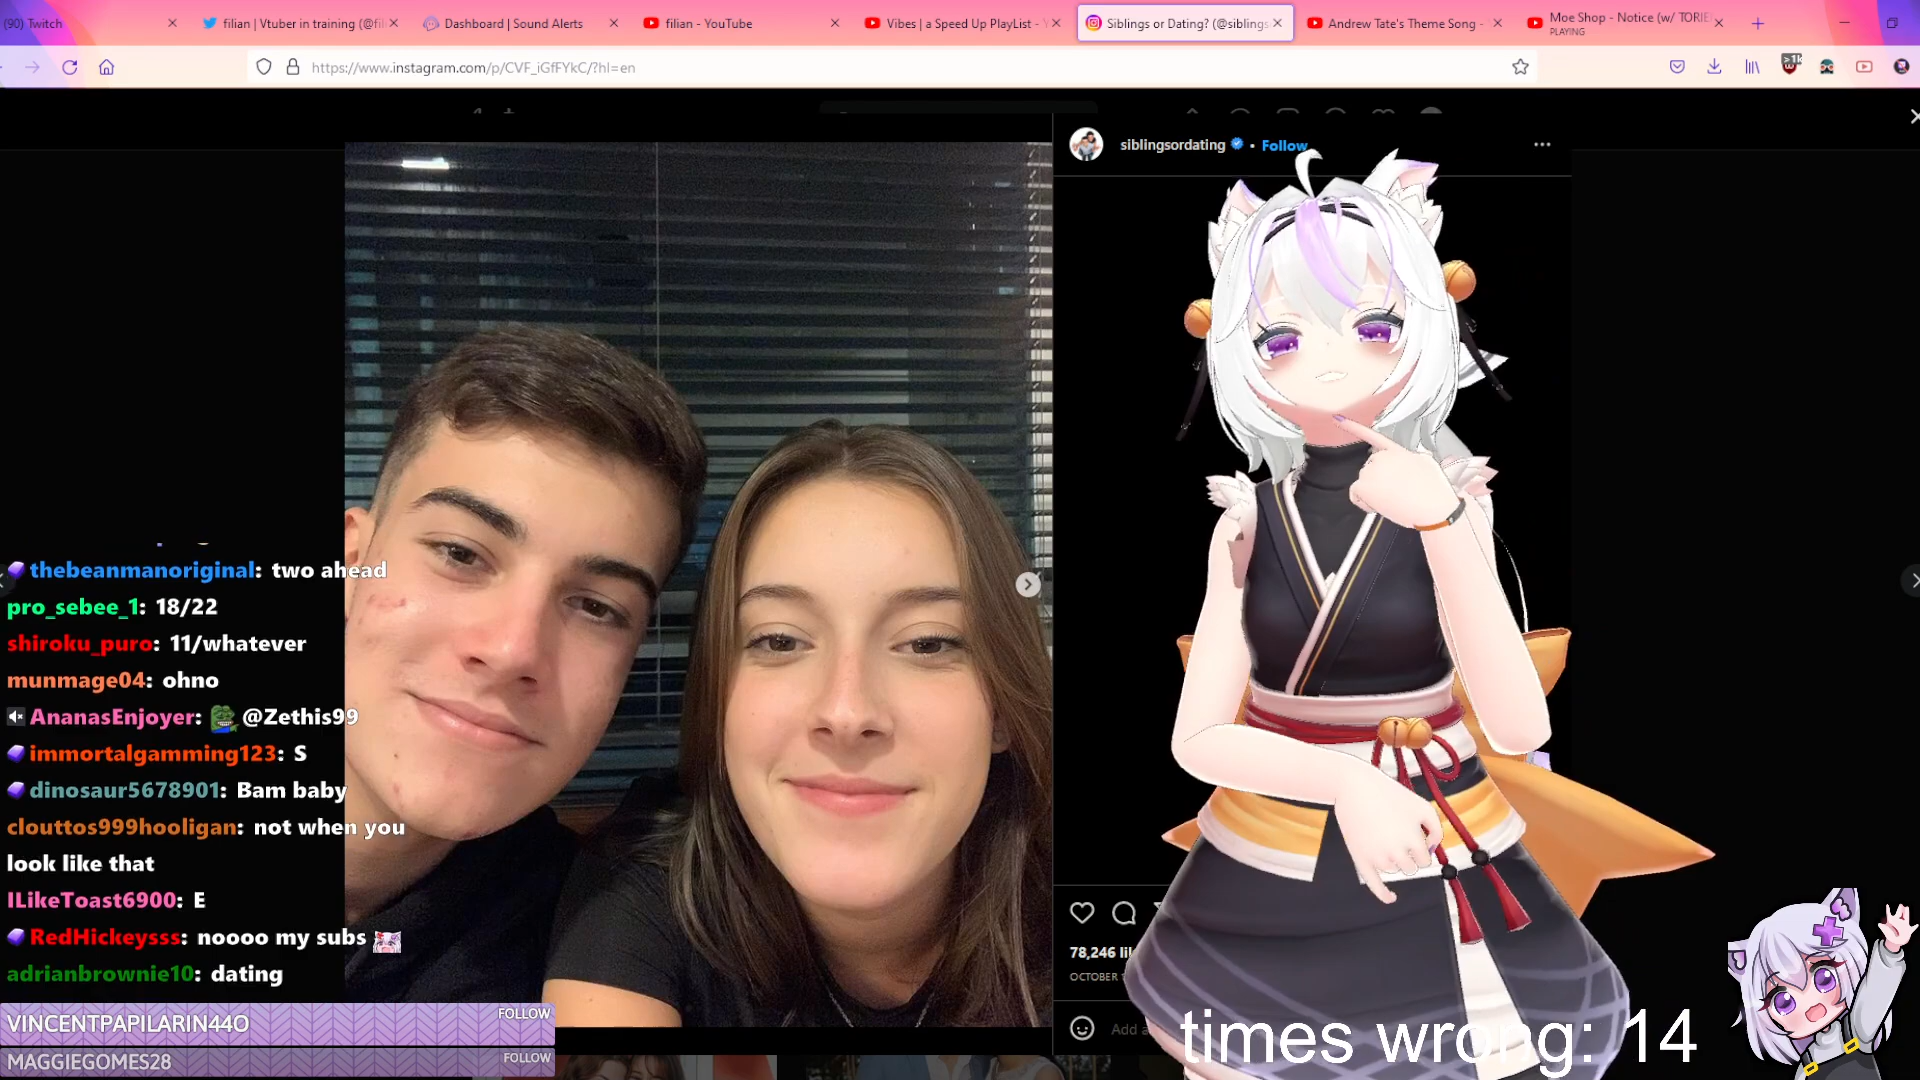 (90) Twitch
filian | Vtuber in training (@fil
Dashboard | Sound Alerts
filian - YouTube
Vibes | a Speed Up PlayList - Y
Siblings or Dating? (@siblings
Andrew Tate's Theme Song -
Moe Shop - Notice (w/ TORIE
PLAYING
https://www.instagram.com/p/CVF_iGfFYkC/?hl=en
>1k
siblingsordating • Follow
thebeanmanoriginal: two ahead
pro_sebee_1: 18/22
shiroku_puro: 11/whatever
munmage04: ohno
AnanasEnjoyer: @Zethis99
immortalgamming123: S
dinosaur5678901: Bam baby
clouttos999hooligan: not when you
look like that
ILikeToast6900: E
RedHickeysss: noooo my subs
adrianbrownie10: dating
78,246 li
OCTOBER
Add a
VINCENTPAPILARIN44O FOLLOW
MAGGIEGOMES28 FOLLOW
times wrong: 14